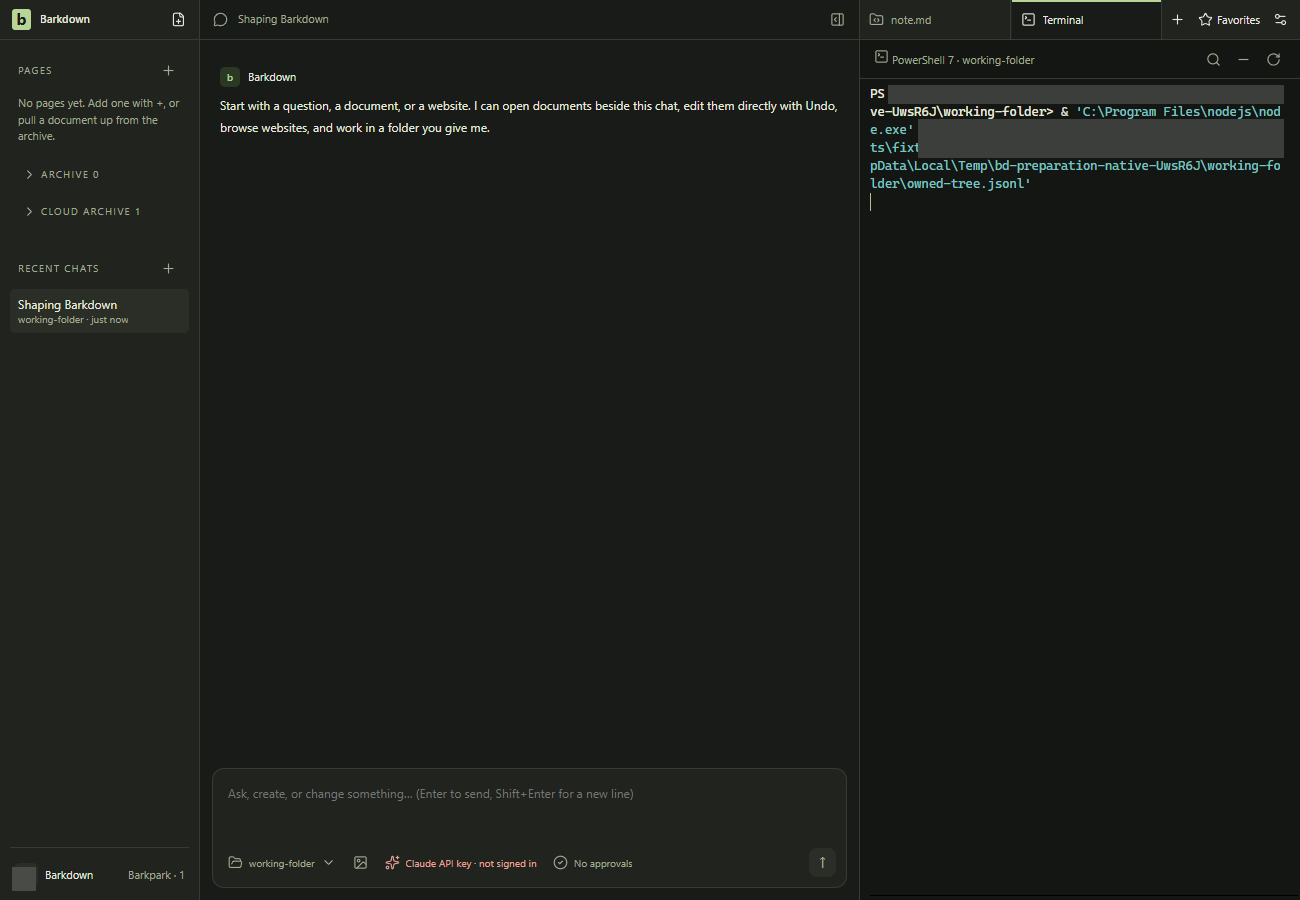 b Barkdown
PAGES
No pages yet. Add one with +, or
pull a document up from the
archive.
ARCHIVE 0
CLOUD ARCHIVE 1
RECENT CHATS
Shaping Barkdown
working-folder · just now
Barkdown
Barkpark · 1
Shaping Barkdown
b Barkdown
Start with a question, a document, or a website. I can open documents beside this chat, edit them directly with Undo,
browse websites, and work in a folder you give me.
Ask, create, or change something... (Enter to send, Shift+Enter for a new line)
working-folder
Claude API key · not signed in
No approvals
note.md
Terminal
Favorites
PowerShell 7 · working-folder
PS
ve-UwsR6J\working-folder> & 'C:\Program Files\nodejs\nod
e.exe'
ts\fixt
pData\Local\Temp\bd-preparation-native-UwsR6J\working-fo
lder\owned-tree.jsonl'